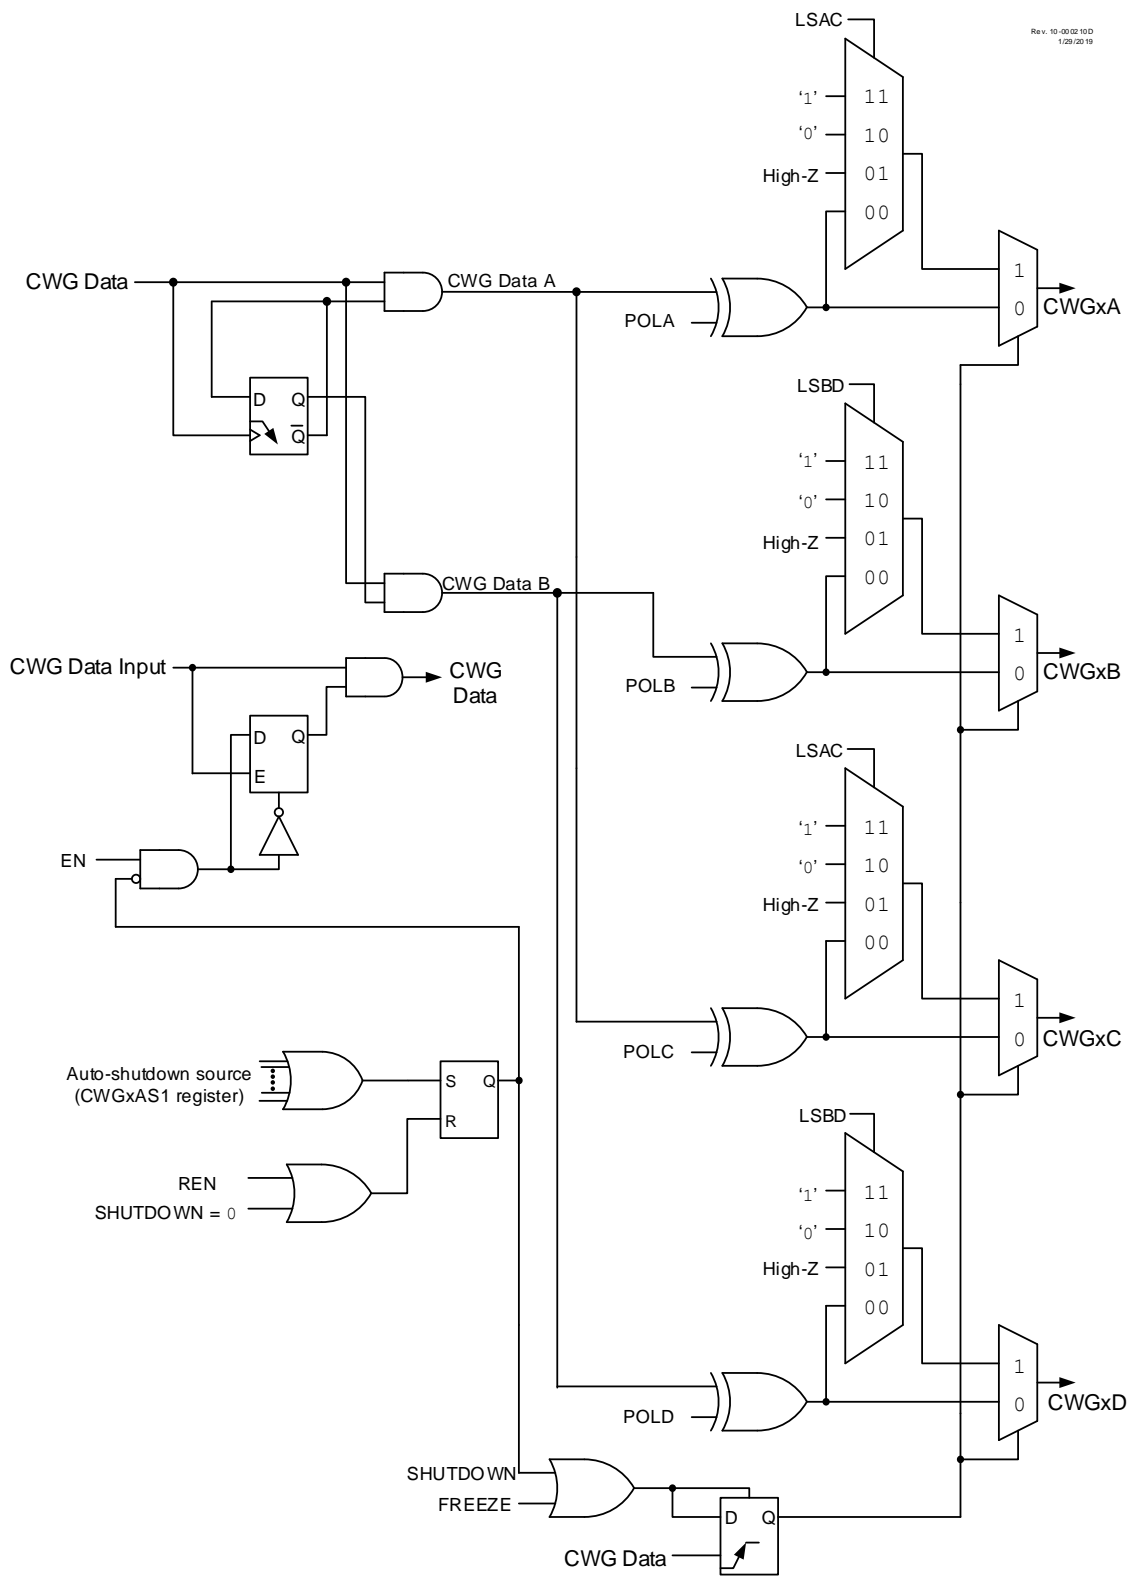 LSAC
Rev. 10-000210D
1/29/2019
‘1’
11
‘0’
10
High-Z
01
00
CWG Data
CWG Data A
POLA
1
0
CWGxA
D
Q
Q
LSBD
‘1’
11
‘0’
10
High-Z
01
00
CWG Data B
POLB
1
0
CWGxB
CWG Data Input
CWG
Data
D
Q
E
EN
LSAC
‘1’
11
‘0’
10
High-Z
01
00
POLC
1
0
CWGxC
Auto-shutdown source
(CWGxAS1 register)
S
Q
R
REN
SHUTDOWN = 0
LSBD
‘1’
11
‘0’
10
High-Z
01
00
POLD
1
0
CWGxD
SHUTDOWN
FREEZE
D
Q
CWG Data